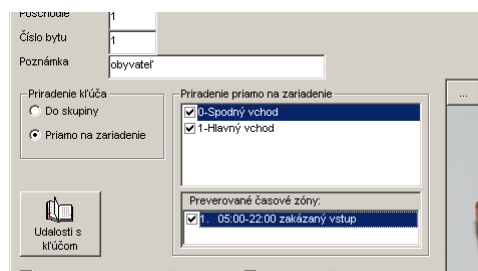 Poschodie
1
Číslo bytu
1
Poznámka
obyvateľ
Priradenie kľúča
Do skupiny
Priamo na zariadenie
Priradenie priamo na zariadenie
0-Spodný vchod
1-Hlavný vchod
...
Preverované časové zóny:
1. 05:00-22:00 zakázaný vstup
Udalosti s
kľúčom